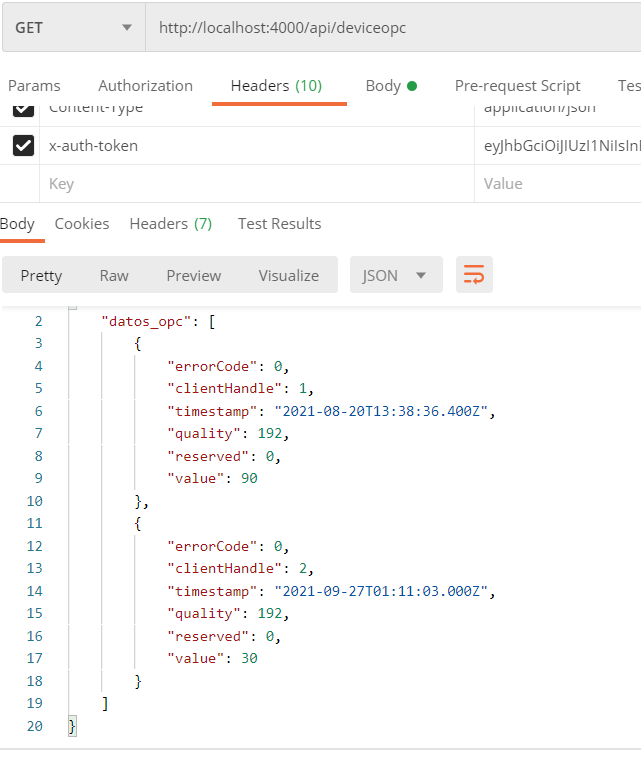 GET http://localhost:4000/api/deviceopc
Params Authorization Headers (10) Body Pre-request Script Tes
Content-Type application/json
x-auth-token
Key Value
Body Cookies Headers (7) Test Results
Pretty Raw Preview Visualize JSON
2 "datos_opc": [
3 {
4 "errorCode": 0,
5 "clientHandle": 1,
6 "timestamp": "2021-08-20T13:38:36.400Z",
7 "quality": 192,
8 "reserved": 0,
9 "value": 90
10 },
11 {
12 "errorCode": 0,
13 "clientHandle": 2,
14 "timestamp": "2021-09-27T01:11:03.000Z",
15 "quality": 192,
16 "reserved": 0,
17 "value": 30
18 }
19 ]
20 }